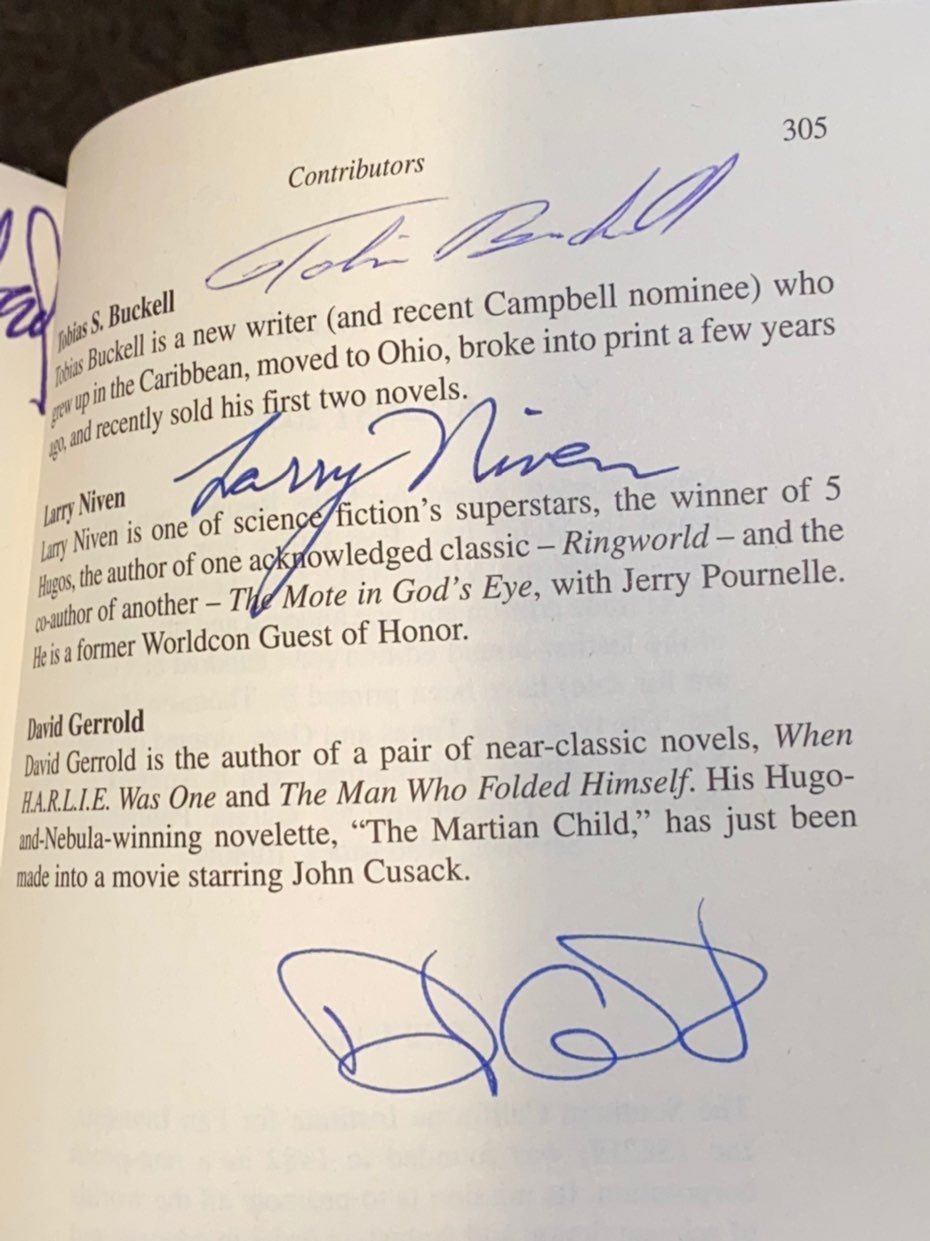 305
Contributors
Tobias Buckell
Tobias S. Buckell
Tobias Buckell is a new writer (and recent Campbell nominee) who
grew up in the Caribbean, moved to Ohio, broke into print a few years
ago, and recently sold his first two novels.
Larry Niven
Larry Niven
Larry Niven is one of science fiction's superstars, the winner of 5
Hugos, the author of one acknowledged classic – Ringworld – and the
co-author of another – The Mote in God's Eye, with Jerry Pournelle.
He is a former Worldcon Guest of Honor.
David Gerrold
David Gerrold is the author of a pair of near-classic novels, When
H.A.R.L.I.E. Was One and The Man Who Folded Himself. His Hugo-
and-Nebula-winning novelette, “The Martian Child,” has just been
made into a movie starring John Cusack.